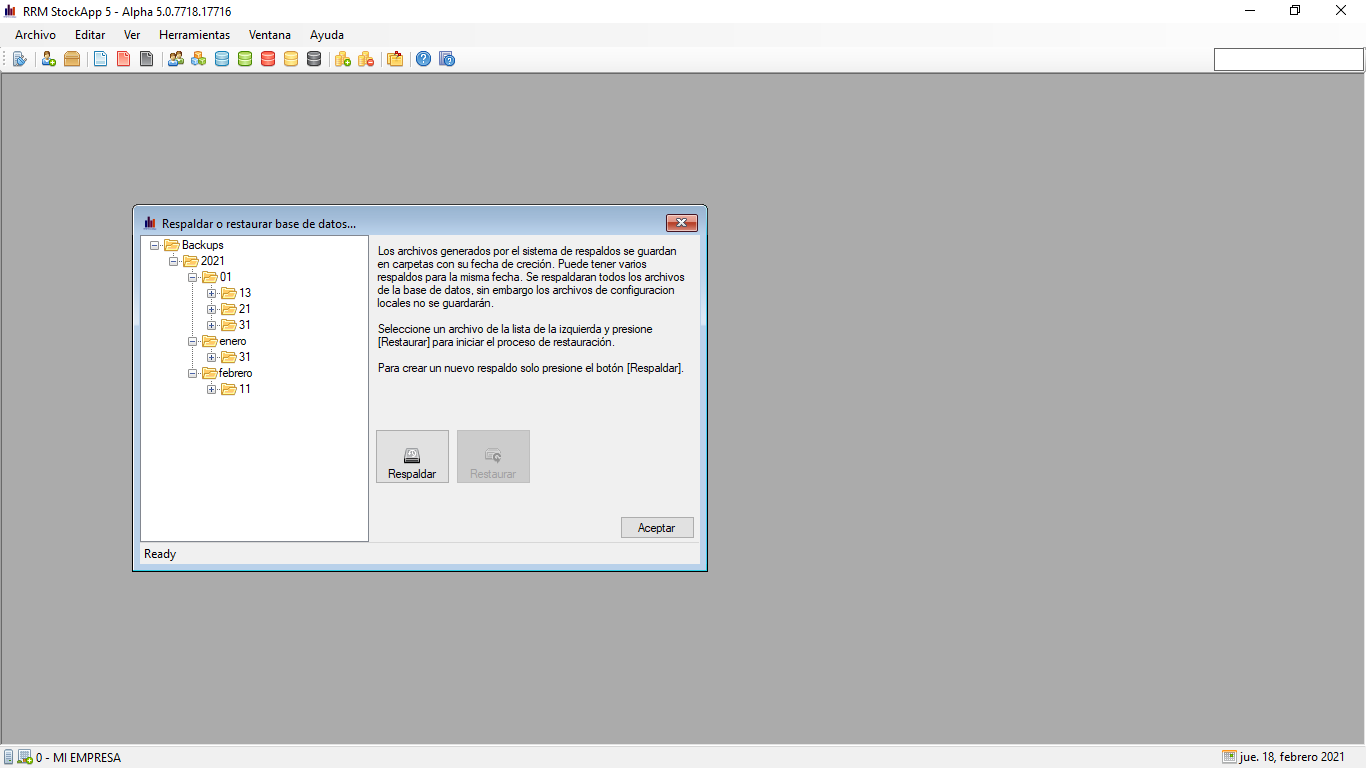 RRM StockApp 5 - Alpha 5.0.7718.17716
Archivo Editar Ver Herramientas Ventana Ayuda
Respaldar o restaurar base de datos...
Backups
2021
01
13
21
31
enero
31
febrero
11
Los archivos generados por el sistema de respaldos se guardan
en carpetas con su fecha de creción. Puede tener varios
respaldos para la misma fecha. Se respaldaran todos los archivos
de la base de datos, sin embargo los archivos de configuracion
locales no se guardarán.
Seleccione un archivo de la lista de la izquierda y presione
[Restaurar] para iniciar el proceso de restauración.
Para crear un nuevo respaldo solo presione el botón [Respaldar].
Respaldar Restaurar
Aceptar
Ready
0 - MI EMPRESA jue. 18, febrero 2021